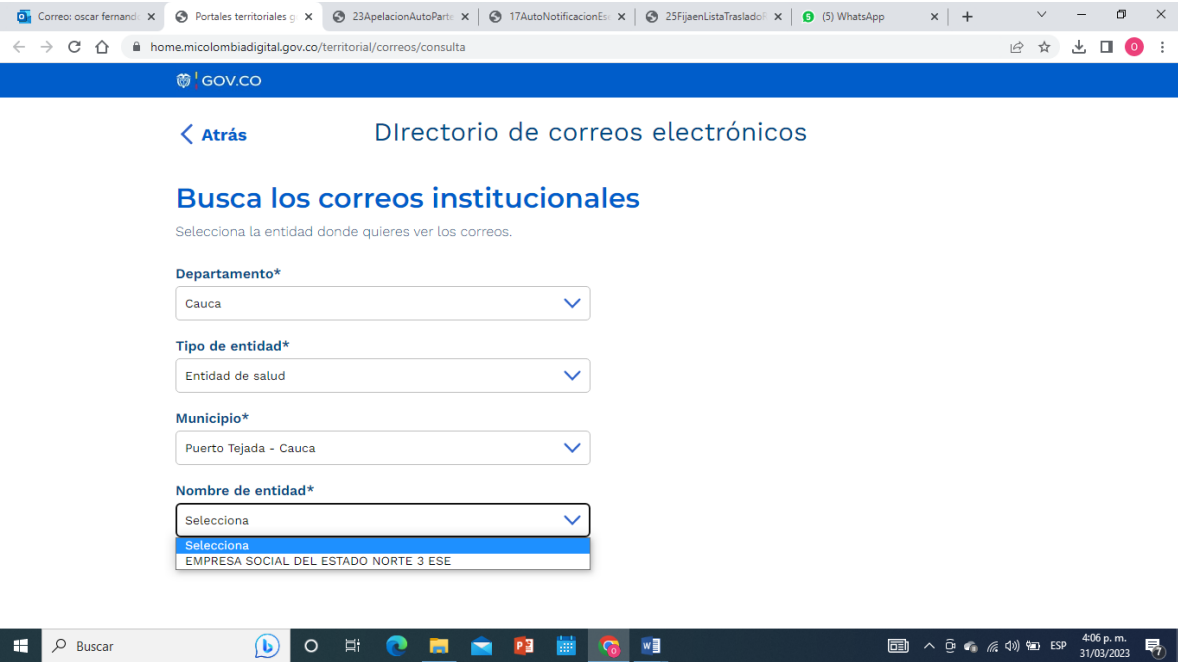 Correo: oscar fernand
Portales territoriales g
23ApelacionAutoParte
17AutoNotificacionEs
25FijaenListaTraslado
(5) WhatsApp
home.micolombiadigital.gov.co/territorial/correos/consulta
O
GOV.CO
Atrás
DIrectorio de correos electrónicos
Busca los correos institucionales
Selecciona la entidad donde quieres ver los correos.
Departamento*
Cauca
Tipo de entidad*
Entidad de salud
Municipio*
Puerto Tejada - Cauca
Nombre de entidad*
Selecciona
Selecciona
EMPRESA SOCIAL DEL ESTADO NORTE 3 ESE
Buscar
ESP
4:06 p. m.
31/03/2023
7